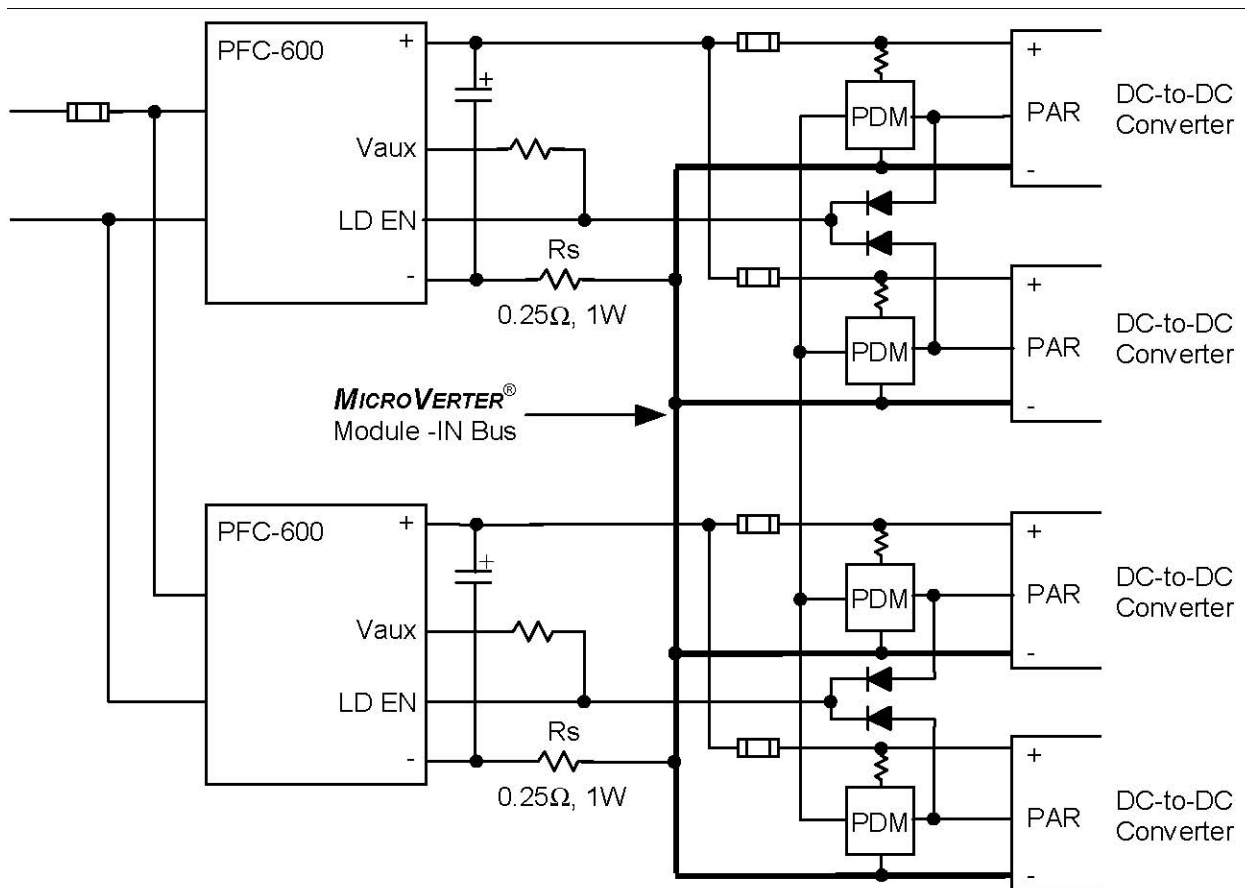 PFC-600
+
+
Vaux
LD EN
-
Rs
0.25Ω, 1W
+
PDM
PAR
-
DC-to-DC
Converter
+
PDM
PAR
-
DC-to-DC
Converter
MICROVERTER®
Module -IN Bus
PFC-600
+
+
Vaux
LD EN
-
Rs
0.25Ω, 1W
+
PDM
PAR
-
DC-to-DC
Converter
+
PDM
PAR
-
DC-to-DC
Converter